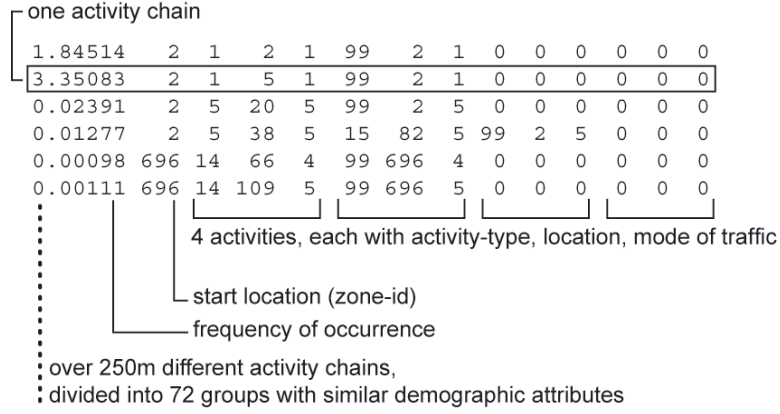 one activity chain
1.84514 2 1 2 1 99 2 1 0 0 0 0 0 0
3.35083 2 1 5 1 99 2 1 0 0 0 0 0 0
0.02391 2 5 20 5 99 2 5 0 0 0 0 0 0
0.01277 2 5 38 5 15 82 5 99 2 5 0 0 0
0.00098 696 14 66 4 99 696 4 0 0 0 0 0 0
0.00111 696 14 109 5 99 696 5 0 0 0 0 0 0
4 activities, each with activity-type, location, mode of traffic
start location (zone-id)
frequency of occurrence
over 250m different activity chains,
divided into 72 groups with similar demographic attributes